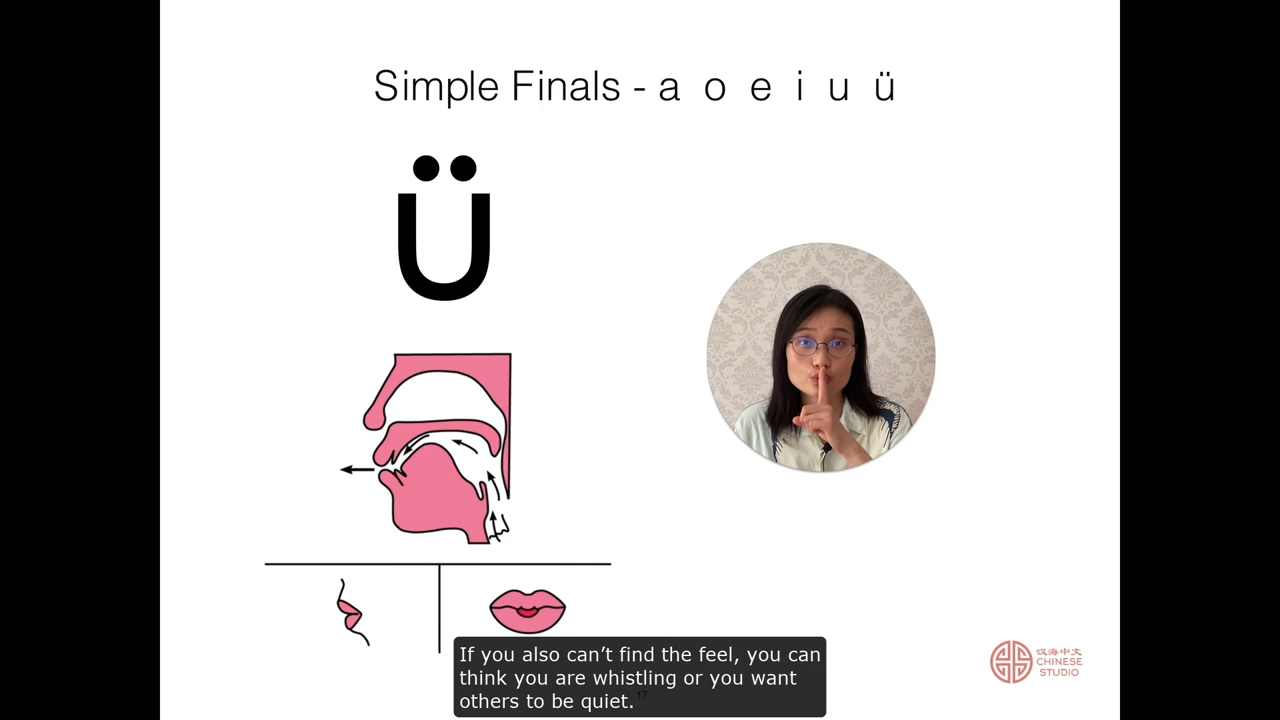 Simple Finals - a o e i u ü
ü
If you also can’t find the feel, you can
think you are whistling or you want
others to be quiet.
17
汉海中文
CHINESE
STUDIO